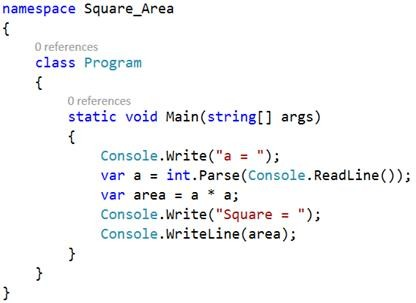 namespace Square_Area
{
0 references
class Program
{
0 references
static void Main(string[] args)
{
Console.Write("a = ");
var a = int.Parse(Console.ReadLine());
var area = a * a;
Console.Write("Square = ");
Console.WriteLine(area);
}
}
}